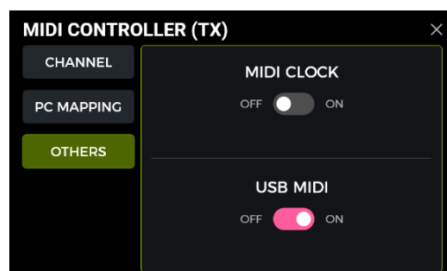 MIDI CONTROLLER (TX)
CHANNEL
PC MAPPING
OTHERS
MIDI CLOCK
OFF ON
USB MIDI
OFF ON